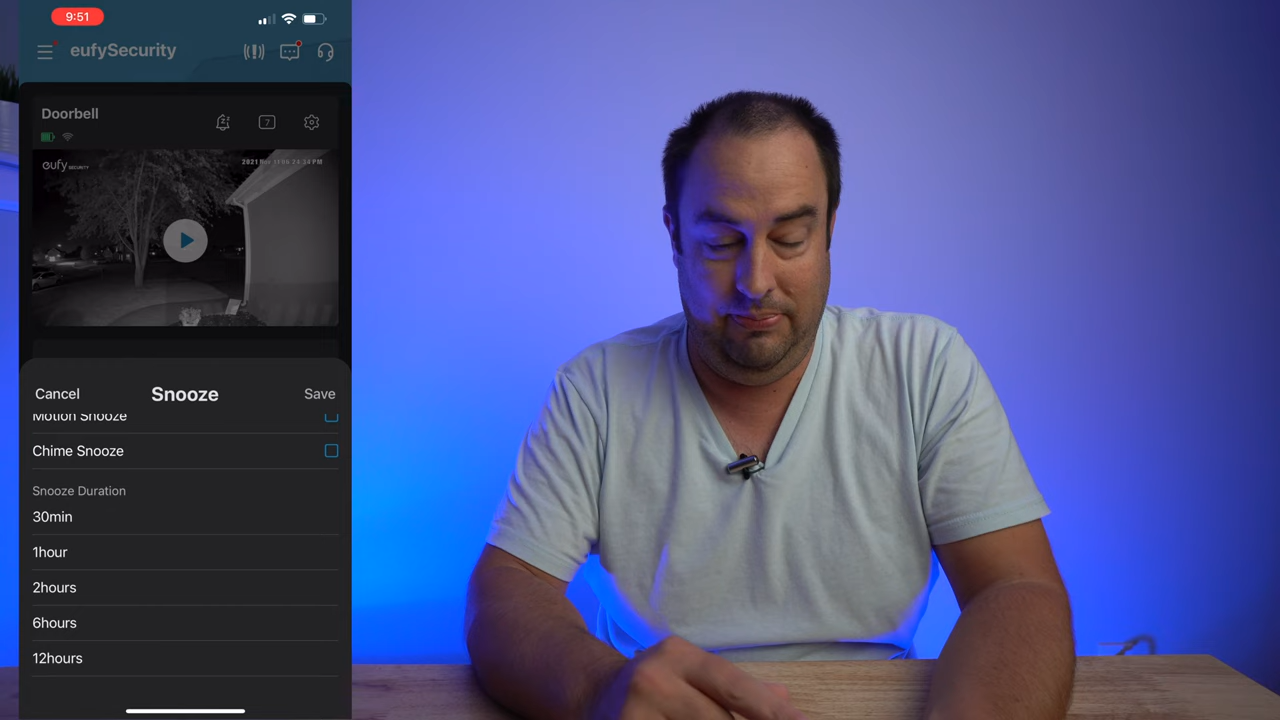 9:51
eufySecurity
Doorbell
7
eufy SECURITY
Cancel Snooze Save
Motion Snooze
Chime Snooze
Snooze Duration
30min
1hour
2hours
6hours
12hours